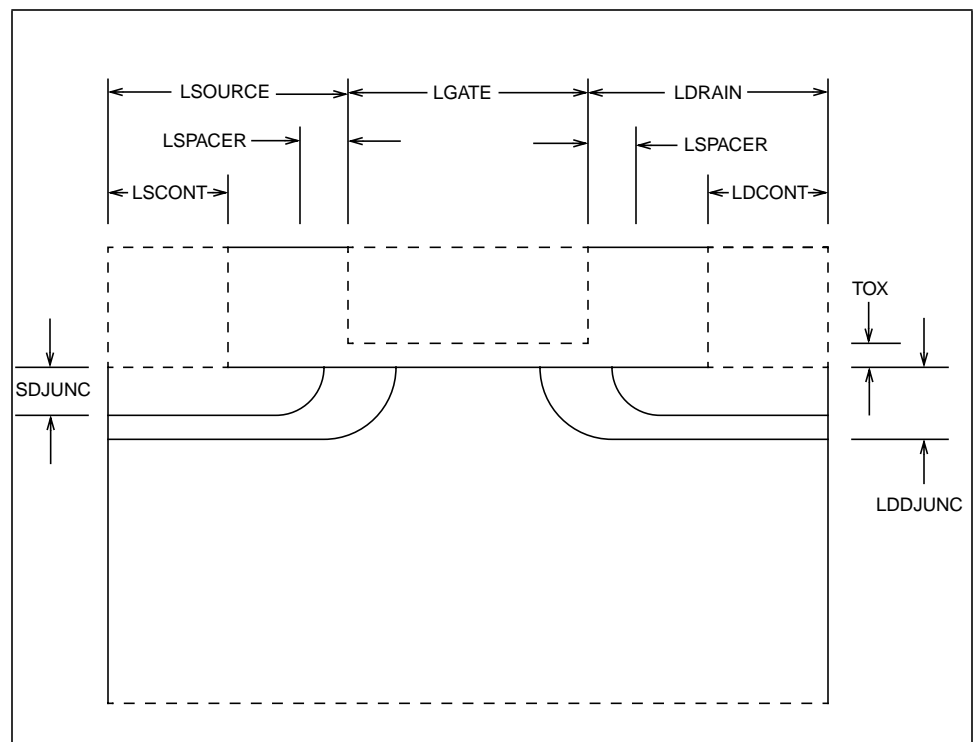 LSOURCE LGATE LDRAIN
LSPACER LSPACER
LSCONT LDCONT
TOX
SDJUNC
LDDJUNC